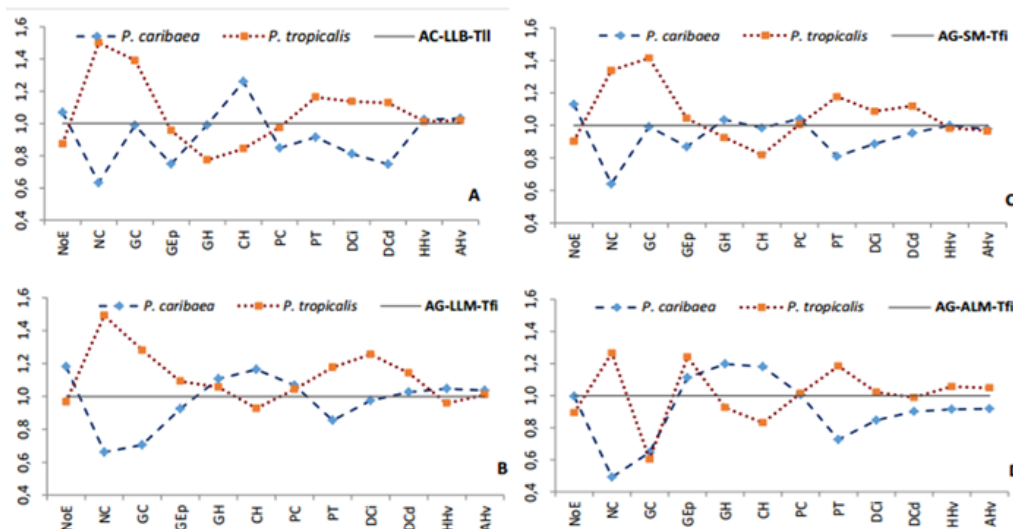 1,6
1,4
1,2
1,0
0,8
0,6
0,4
P. caribaea P. tropicalis AC-LLB-Tll
A
NoE NC GC GEp GH CH PC PT DCi DCd HHv AHv
1,6
1,4
1,2
1,0
0,8
0,6
0,4
P. caribaea P. tropicalis AG-SM-Tfi
NoE NC GC GEp GH CH PC PT DCi DCd HHv AHv
1,6
1,4
1,2
1,0
0,8
0,6
0,4
P. caribaea P. tropicalis AG-LLM-Tfi
B
NoE NC GC GEp GH CH PC PT DCi DCd HHv AHv
1,6
1,4
1,2
1,0
0,8
0,6
0,4
P. caribaea P. tropicalis AG-ALM-Tfi
NoE NC GC GEp GH CH PC PT DCi DCd HHv AHv